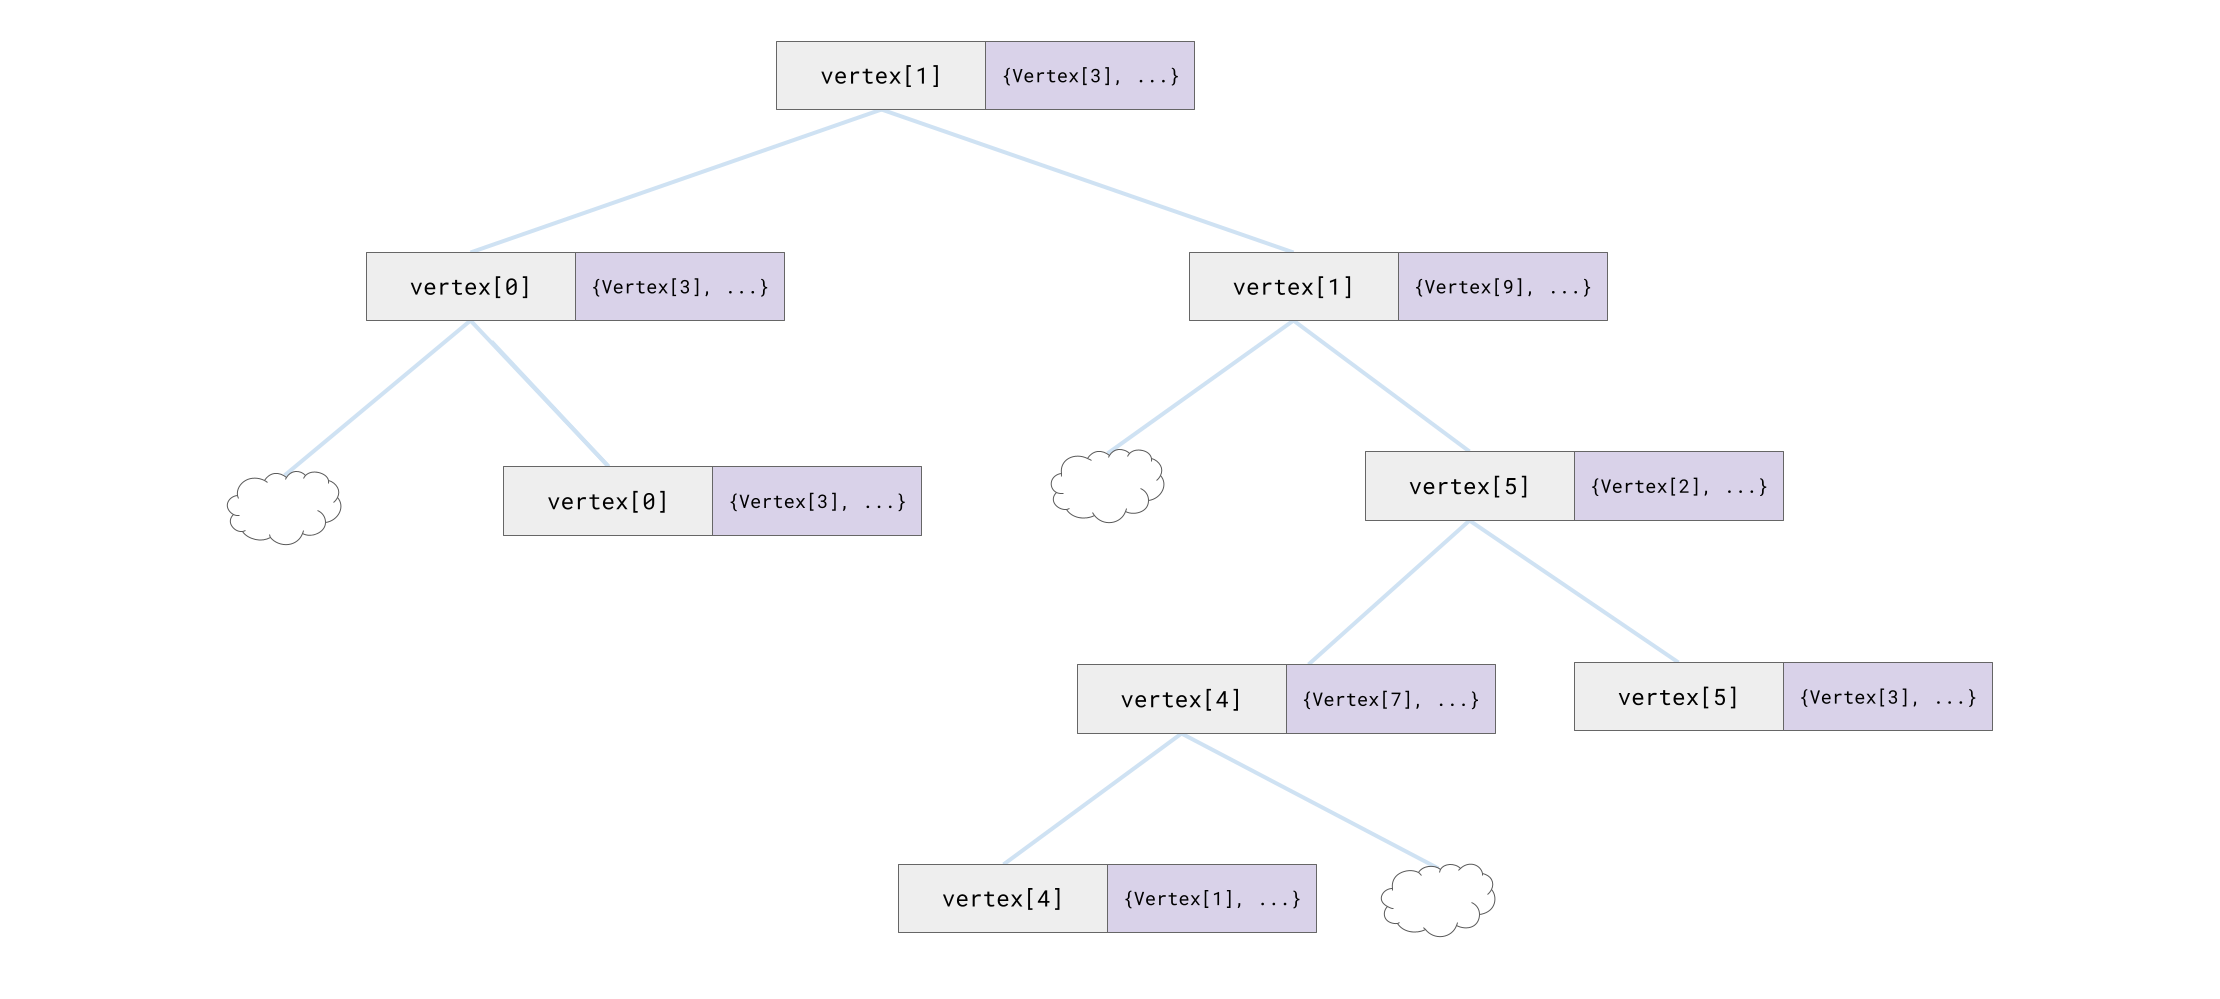 vertex[1] {Vertex[3], ...}
vertex[0] {Vertex[3], ...}
vertex[1] {Vertex[9], ...}
vertex[0] {Vertex[3], ...}
vertex[5] {Vertex[2], ...}
vertex[4] {Vertex[7], ...}
vertex[5] {Vertex[3], ...}
vertex[4] {Vertex[1], ...}